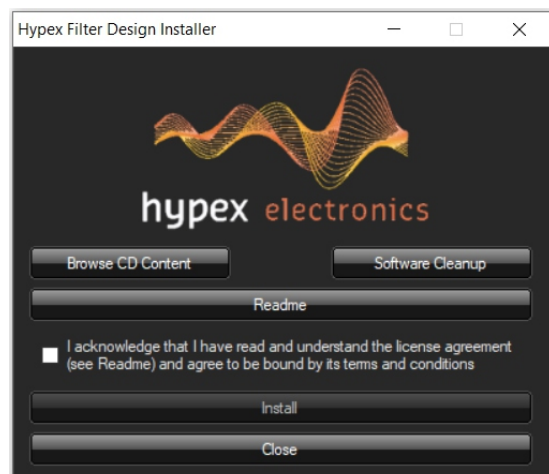 Hypex Filter Design Installer
hypex electronics
Browse CD Content
Software Cleanup
Readme
I acknowledge that I have read and understand the license agreement
(see Readme) and agree to be bound by its terms and conditions
Install
Close